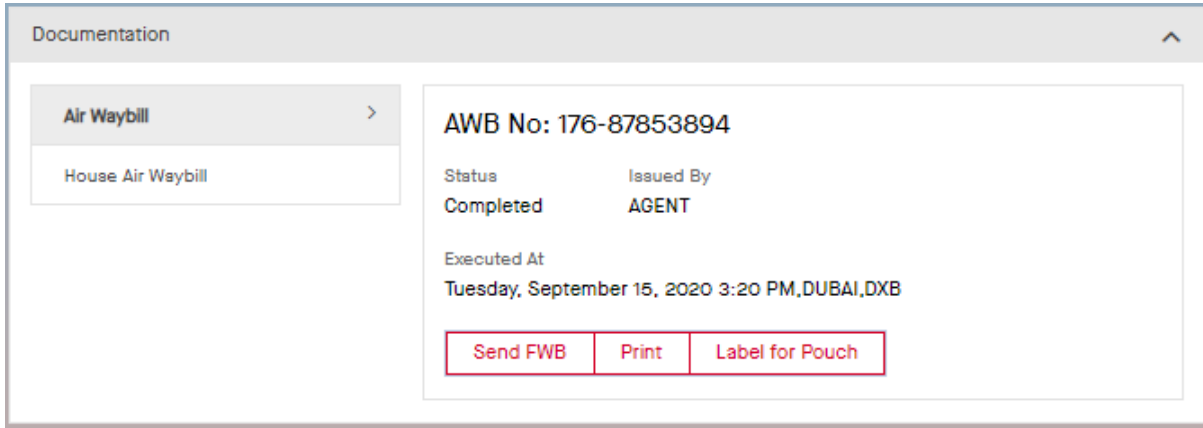 Documentation
Air Waybill
House Air Waybill
AWB No: 176-87853894
Status Issued By
Completed AGENT
Executed At
Tuesday, September 15, 2020 3:20 PM,DUBAI,DXB
Send FWB Print Label for Pouch